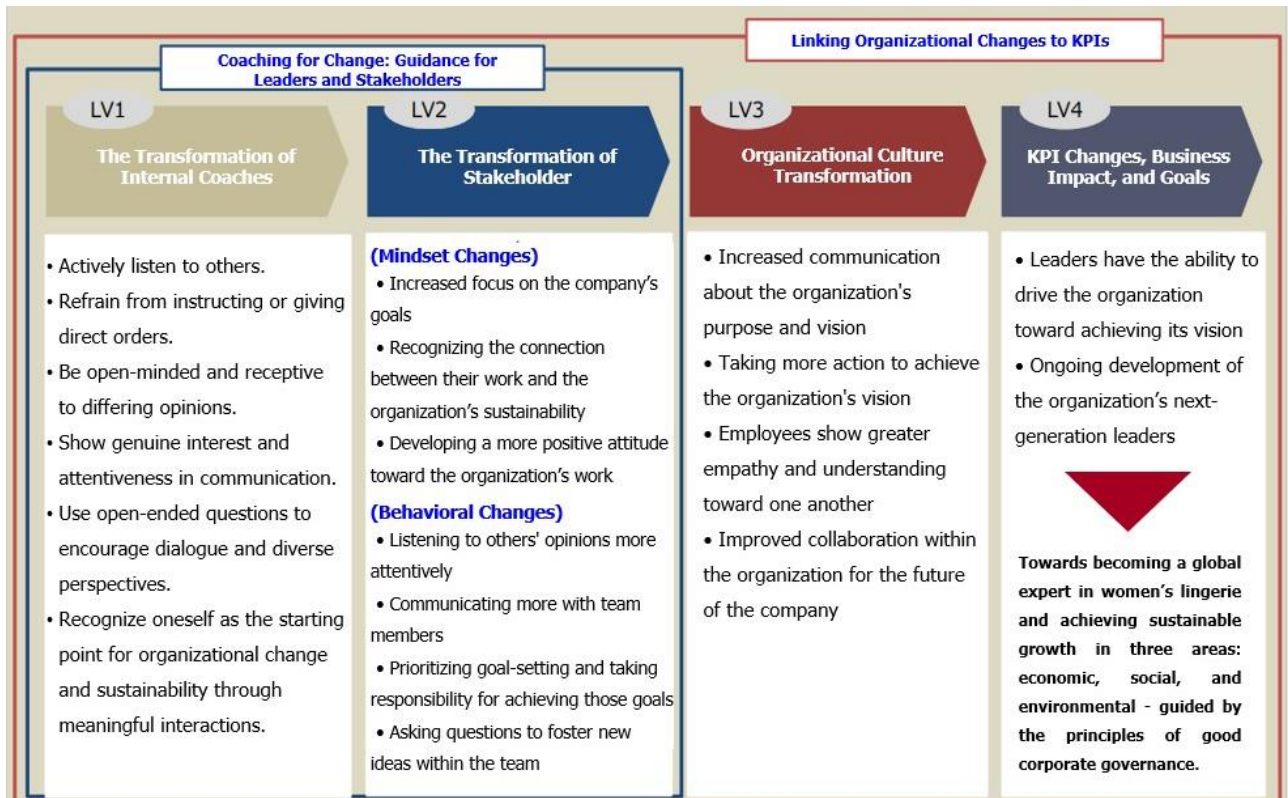 Linking Organizational Changes to KPIs
Coaching for Change: Guidance for
Leaders and Stakeholders
LV1
The Transformation of
Internal Coaches
• Actively listen to others.
• Refrain from instructing or giving
direct orders.
• Be open-minded and receptive
to differing opinions.
• Show genuine interest and
attentiveness in communication.
• Use open-ended questions to
encourage dialogue and diverse
perspectives.
• Recognize oneself as the starting
point for organizational change
and sustainability through
meaningful interactions.
LV2
The Transformation of
Stakeholder
(Mindset Changes)
• Increased focus on the company’s
goals
• Recognizing the connection
between their work and the
organization’s sustainability
• Developing a more positive attitude
toward the organization’s work
(Behavioral Changes)
• Listening to others' opinions more
attentively
• Communicating more with team
members
• Prioritizing goal-setting and taking
responsibility for achieving those goals
• Asking questions to foster new
ideas within the team
LV3
Organizational Culture
Transformation
• Increased communication
about the organization's
purpose and vision
• Taking more action to achieve
the organization's vision
• Employees show greater
empathy and understanding
toward one another
• Improved collaboration within
the organization for the future
of the company
LV4
KPI Changes, Business
Impact, and Goals
• Leaders have the ability to
drive the organization
toward achieving its vision
• Ongoing development of
the organization’s next-
generation leaders
Towards becoming a global
expert in women’s lingerie
and achieving sustainable
growth in three areas:
economic, social, and
environmental - guided by
the principles of good
corporate governance.